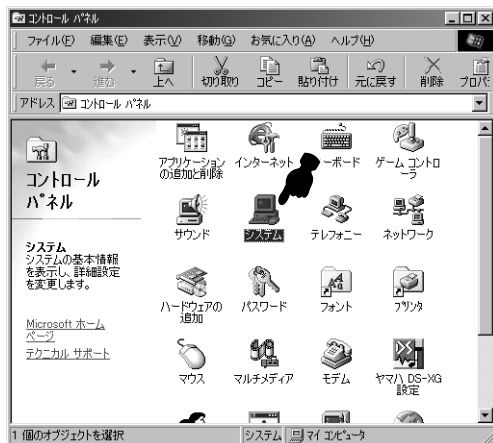 コントロール パネル
ファイル(F) 編集(E) 表示(V) 移動(G) お気に入り(A) ヘルプ(H)
戻る 進む 上へ 切り取り コピー 貼り付け 元に戻す 削除 プロパ
アドレス コントロール パネル
コントロール
パネル
システム
システムの基本情報
を表示し、詳細設定
を変更します。
Microsoft ホーム
ページ
テクニカル サポート
アプリケーション
の追加と削除
インターネット
ーボード
ゲーム コントロ
ーラ
サウンド
システム
テレフォニー
ネットワーク
ハードウェアの
追加
パスワード
フォント
プリンタ
マウス
マルチメディア
モデム
ヤマハ DS-XG
設定
1 個のオブジェクトを選択
システム
マイ コンピュータ